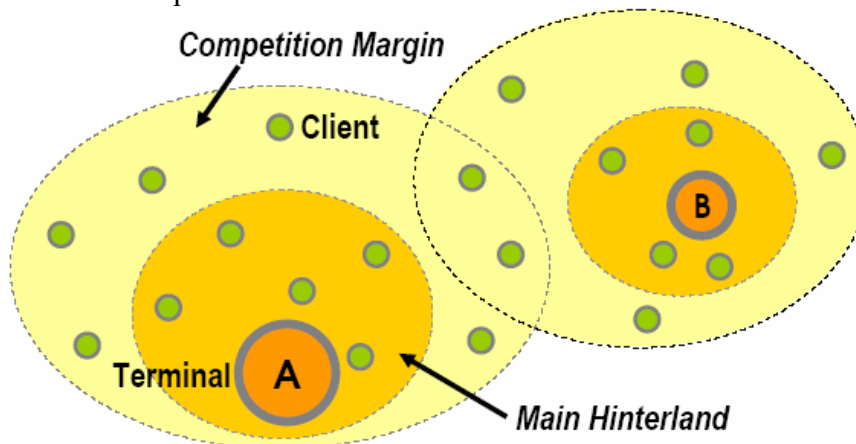 Competition Margin
Client
B
Terminal
A
Main Hinterland